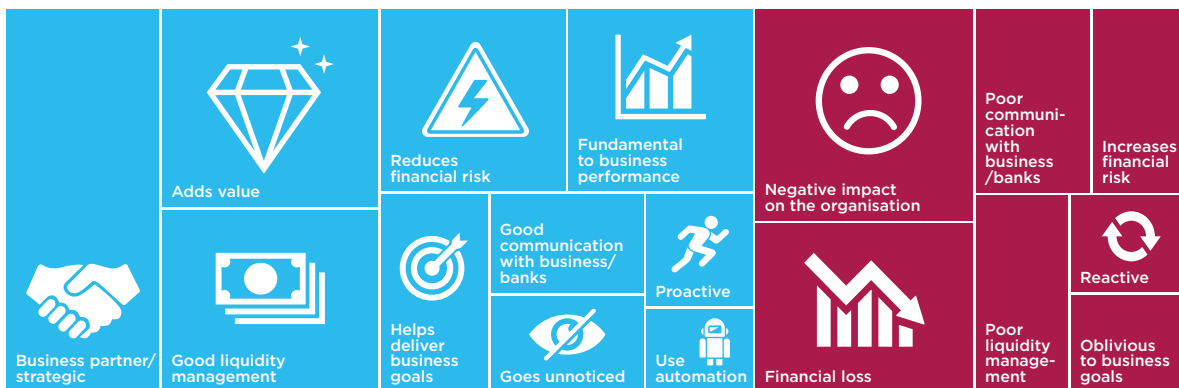 Business partner/
strategic
Adds value
Good liquidity
management
Reduces
financial risk
Fundamental
to business
performance
Helps
deliver
business
goals
Good
communication
with business/
banks
Goes unnoticed
Proactive
Use
automation
Negative impact
on the organisation
Financial loss
Poor
communi-
cation
with
business
/banks
Increases
financial
risk
Poor
liquidity
manage-
ment
Reactive
Oblivious
to business
goals